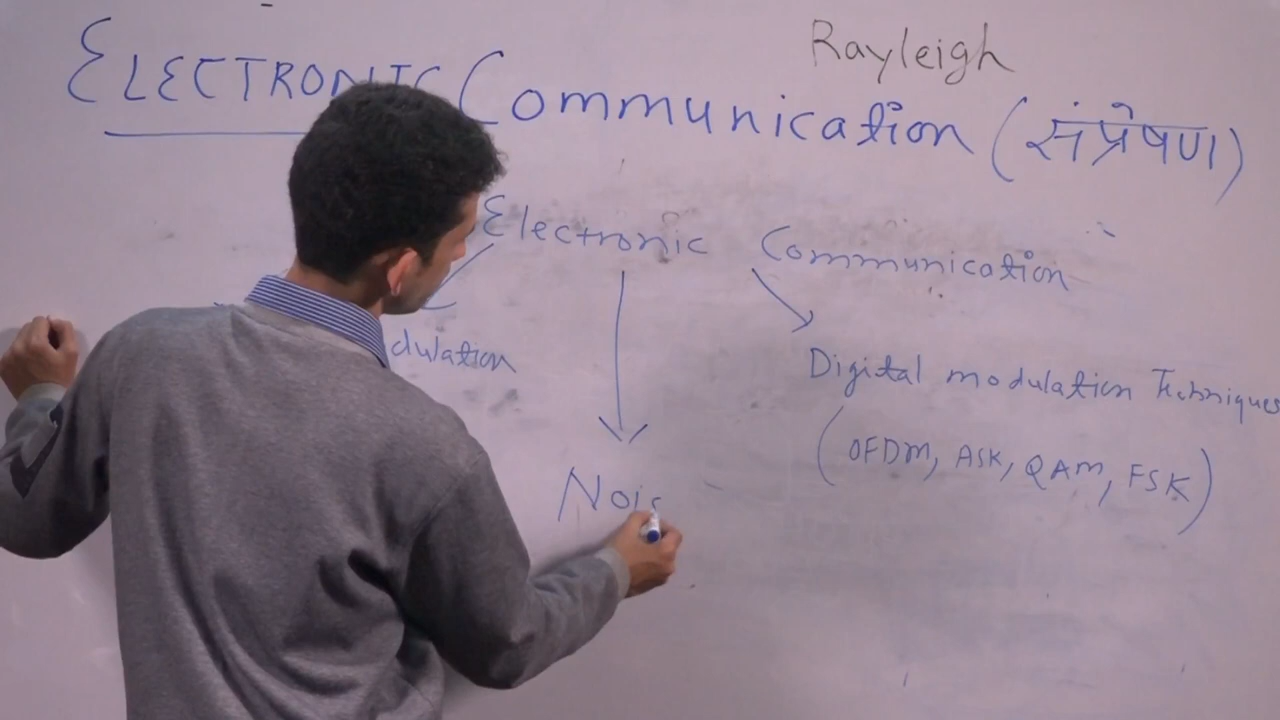 Rayleigh
ELECTRONIC Communication (संप्रेषण)
Electronic Communication
dulation
Digital modulation Techniques
(OFDM, ASK, QAM, FSK)
Nois